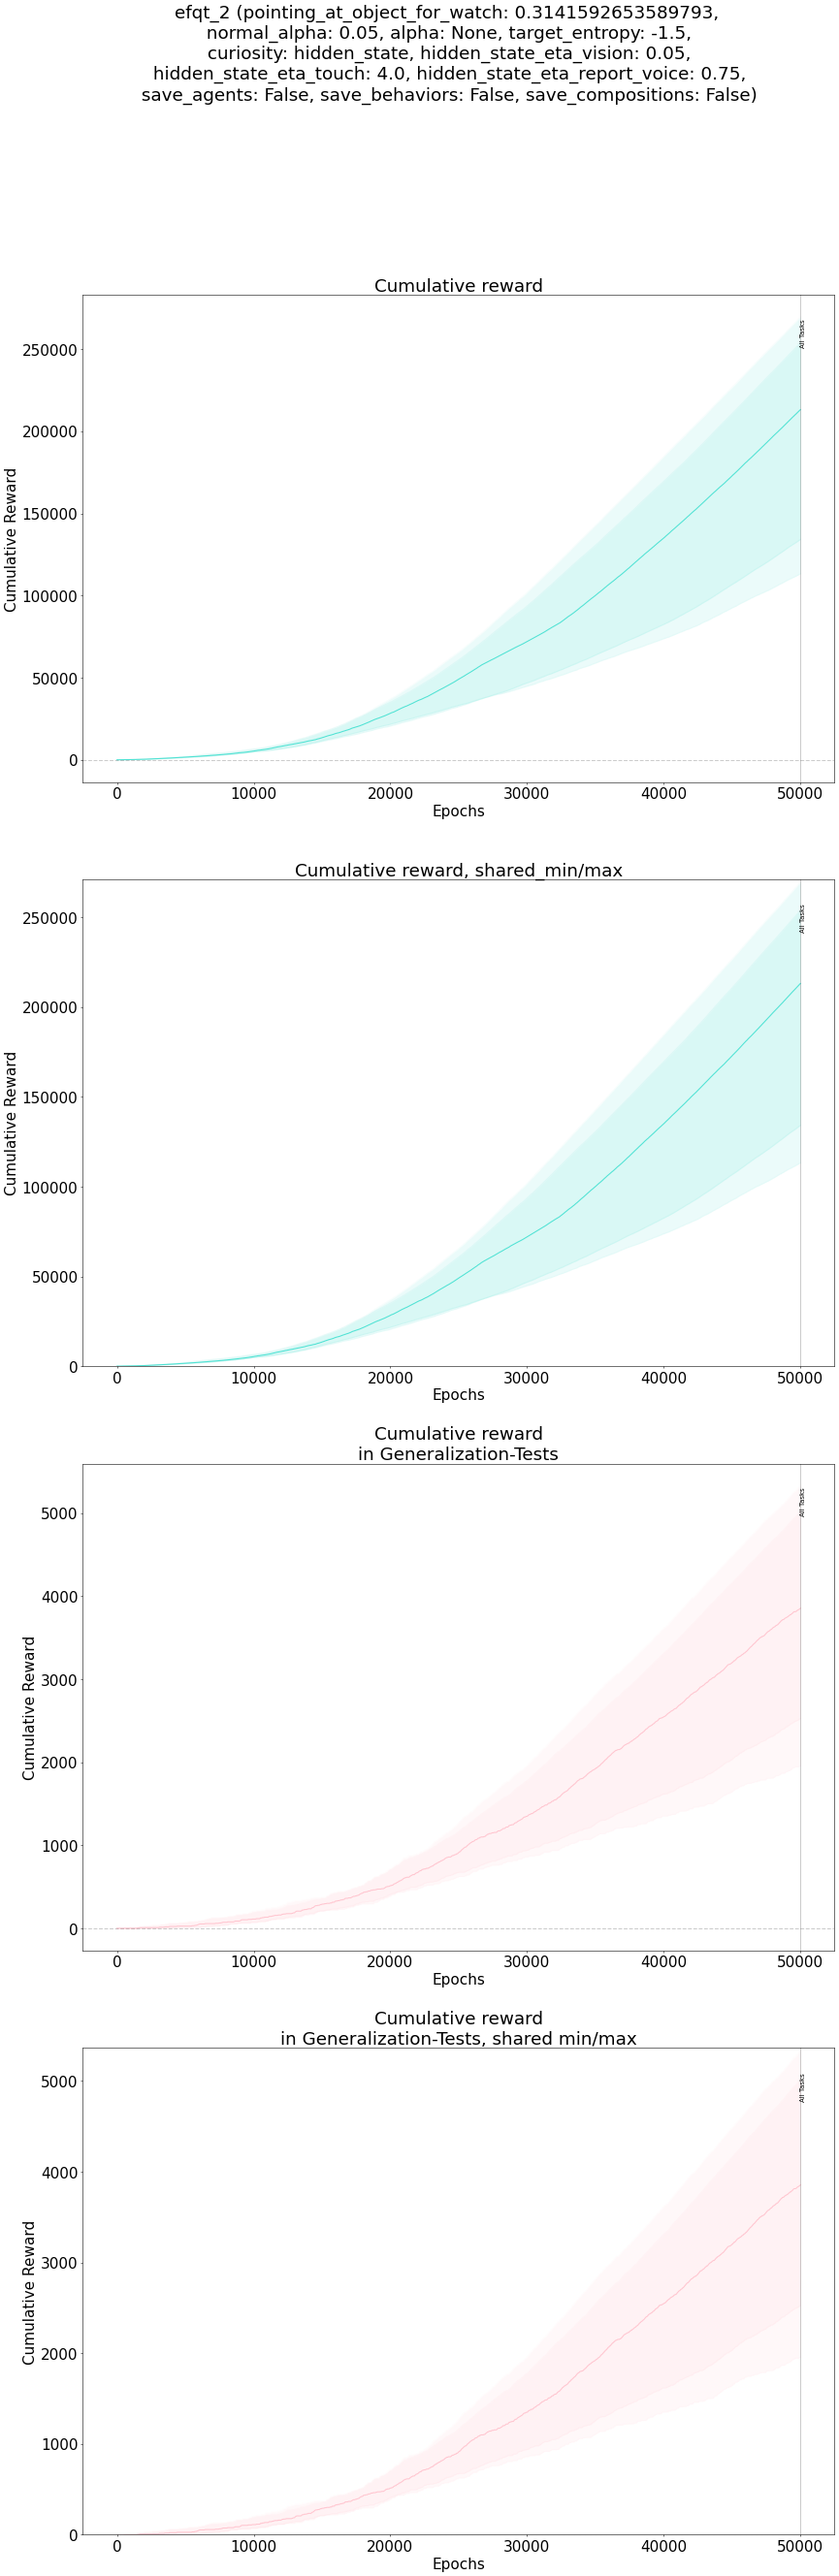 efqt_2 (pointing_at_object_for_watch: 0.3141592653589793,
normal_alpha: 0.05, alpha: None, target_entropy: -1.5,
curiosity: hidden_state, hidden_state_eta_vision: 0.05,
hidden_state_eta_touch: 4.0, hidden_state_eta_report_voice: 0.75,
save_agents: False, save_behaviors: False, save_compositions: False)
Cumulative reward
Cumulative Reward
250000
200000
150000
100000
50000
0
All Tasks
0 10000 20000 30000 40000 50000
Epochs
Cumulative reward, shared_min/max
Cumulative Reward
250000
200000
150000
100000
50000
0
All Tasks
0 10000 20000 30000 40000 50000
Epochs
Cumulative reward
in Generalization-Tests
Cumulative Reward
5000
4000
3000
2000
1000
0
All Tasks
0 10000 20000 30000 40000 50000
Epochs
Cumulative reward
in Generalization-Tests, shared min/max
Cumulative Reward
5000
4000
3000
2000
1000
0
All Tasks
0 10000 20000 30000 40000 50000
Epochs